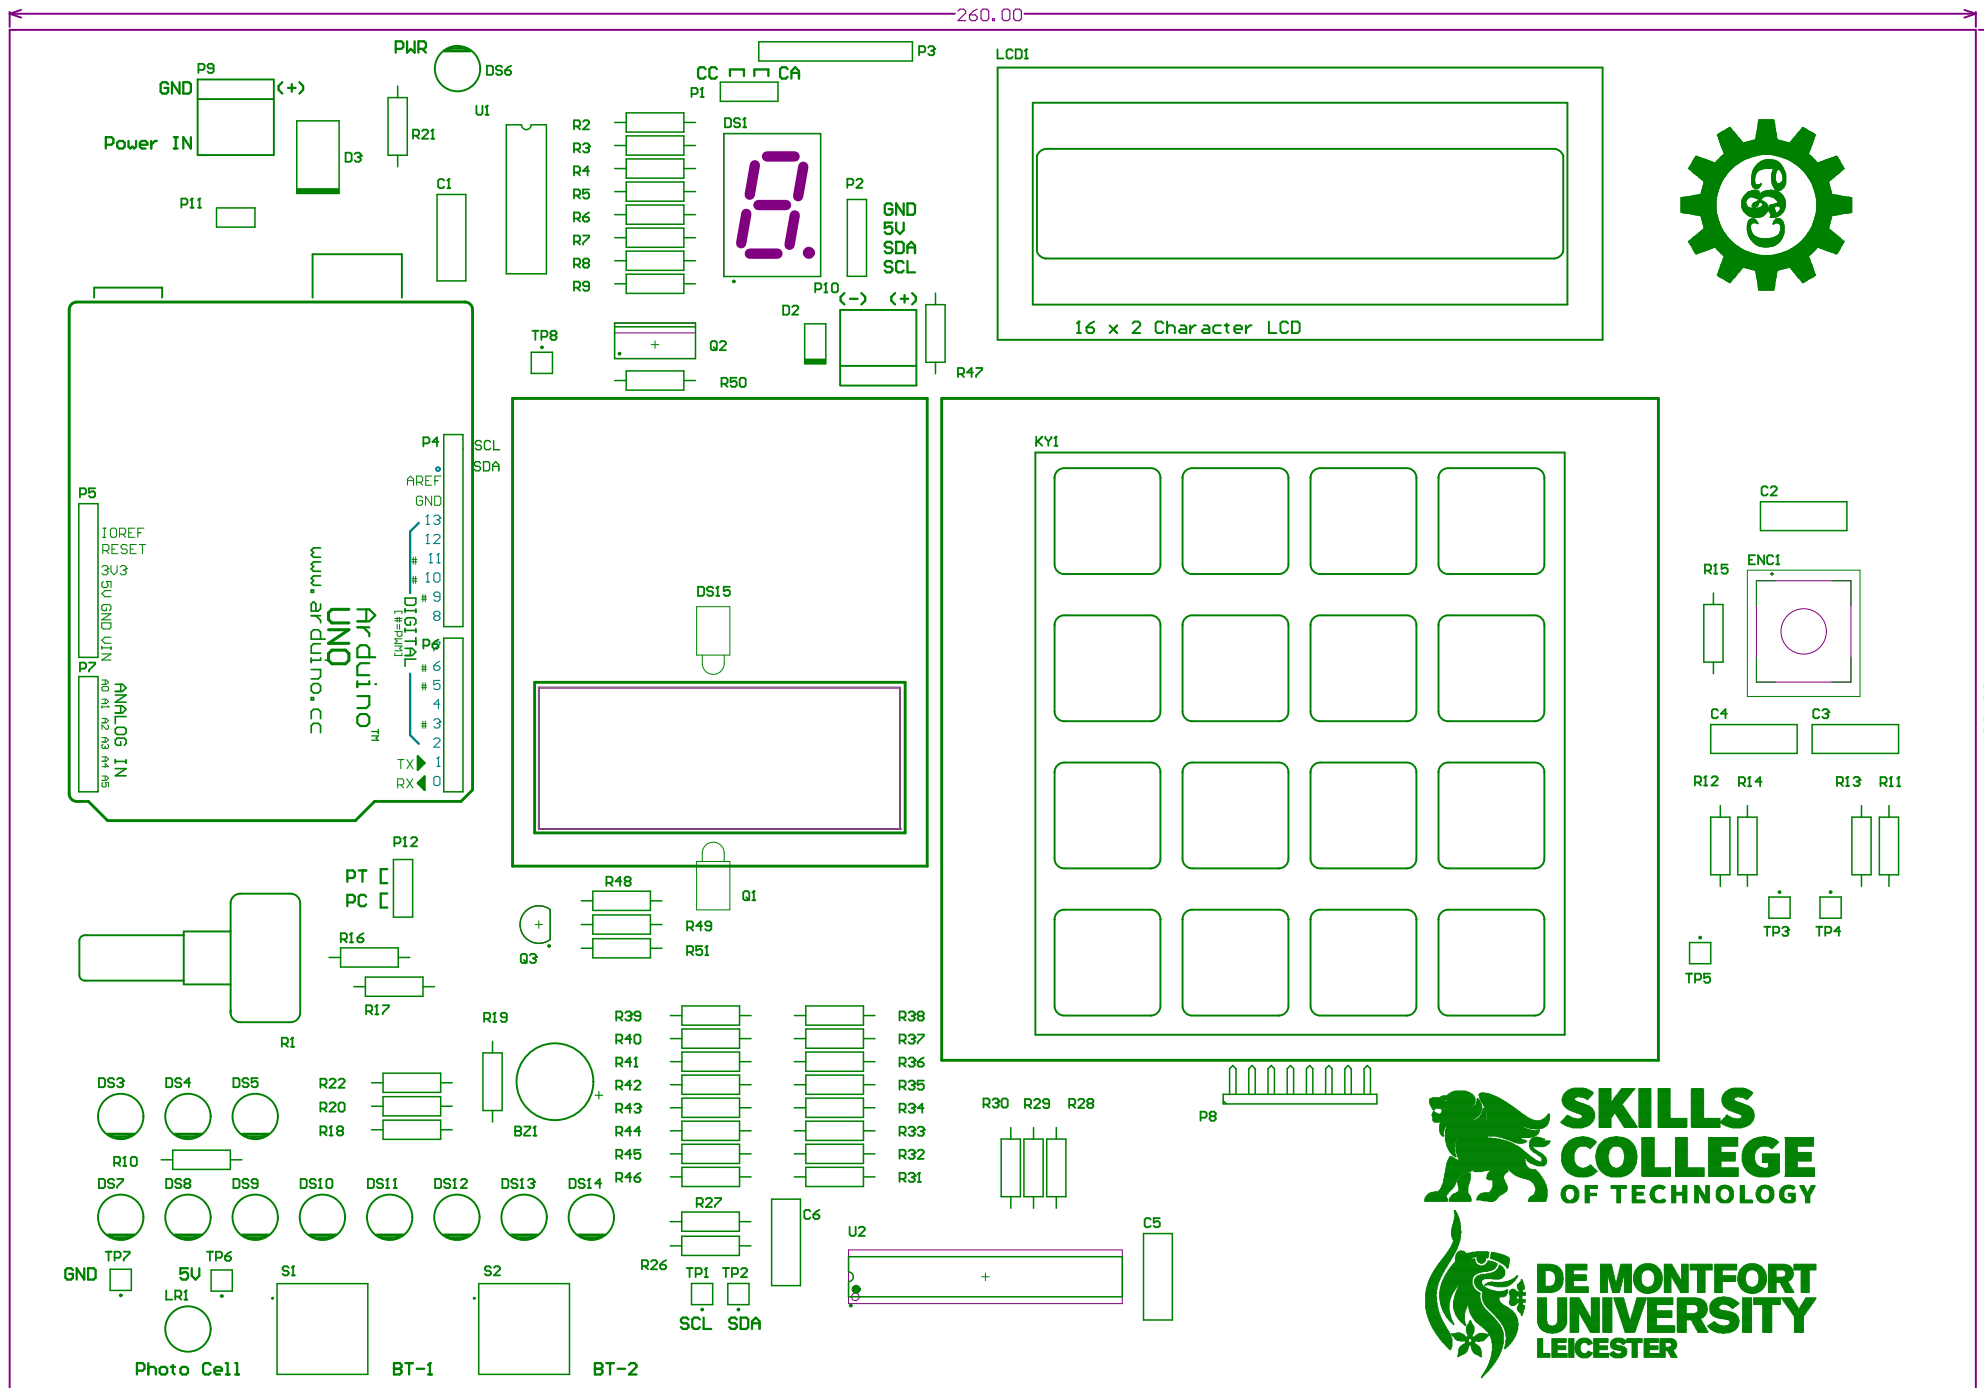 260.00
PWR
P9
GND
(+)
Power IN
P11
D3
R21
DS6
U1
C1
P3
CC
CA
P1
DS1
R2
R3
R4
R5
R6
R7
R8
R9
P2
GND
5V
SDA
SCL
P10
(-)
(+)
D2
R47
TP8
Q2
R50
LCD1
16 x 2 Character LCD
CSSC
P4
SCL
SDA
AREF
GND
13
12
# 11
# 10
# 9
8
P6
# 6
# 5
4
# 3
2
TX 1
RX 0
P5
IOREF
RESET
3V3
5V
GND
VIN
P7
A0
A1
A2
A3
A4
A5
ANALOG IN
www.arduino.cc
UNO
Arduino
TM
DIGITAL
[#=PWM]
DS15
Q1
KY1
C2
ENC1
R15
C4
C3
R12
R14
R13
R11
TP3
TP4
TP5
P12
PT
PC
R16
R17
R1
R48
R49
R51
Q3
R19
BZ1
+
R22
R20
R18
DS3
DS4
DS5
R10
DS7
DS8
DS9
DS10
DS11
DS12
DS13
DS14
R39
R40
R41
R42
R43
R44
R45
R46
R38
R37
R36
R35
R34
R33
R32
R31
R27
R26
C6
R30
R29
R28
P8
U2
C5
TP7
GND
TP6
5V
LR1
Photo Cell
S1
BT-1
S2
BT-2
TP1
TP2
SCL
SDA
SKILLS
COLLEGE
OF TECHNOLOGY
DE MONTFORT
UNIVERSITY
LEICESTER